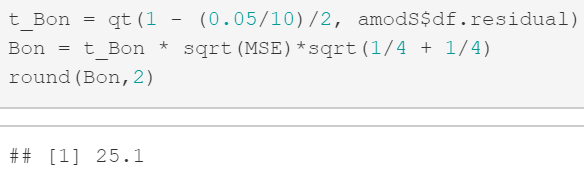 t_Bon = qt(1 - (0.05/10)/2, amodS$df.residual)
Bon = t_Bon * sqrt(MSE)*sqrt(1/4 + 1/4)
round(Bon,2)
## [1] 25.1